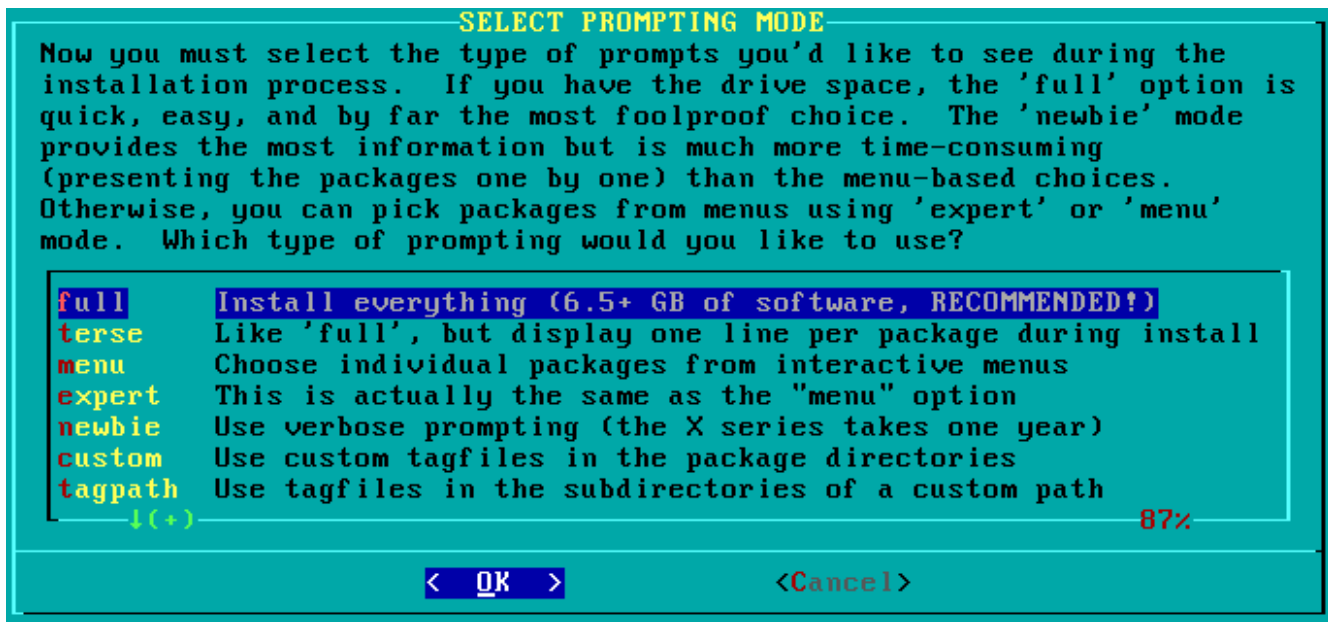 SELECT PROMPTING MODE
Now you must select the type of prompts you'd like to see during the
installation process.  If you have the drive space, the 'full' option is
quick, easy, and by far the most foolproof choice.  The 'newbie' mode
provides the most information but is much more time-consuming
(presenting the packages one by one) than the menu-based choices.
Otherwise, you can pick packages from menus using 'expert' or 'menu'
mode.  Which type of prompting would you like to use?
full     Install everything (6.5+ GB of software, RECOMMENDED!)
terse    Like 'full', but display one line per package during install
menu     Choose individual packages from interactive menus
expert   This is actually the same as the "menu" option
newbie   Use verbose prompting (the X series takes one year)
custom   Use custom tagfiles in the package directories
tagpath  Use tagfiles in the subdirectories of a custom path
↓(+) 87%
<  OK  > <Cancel>